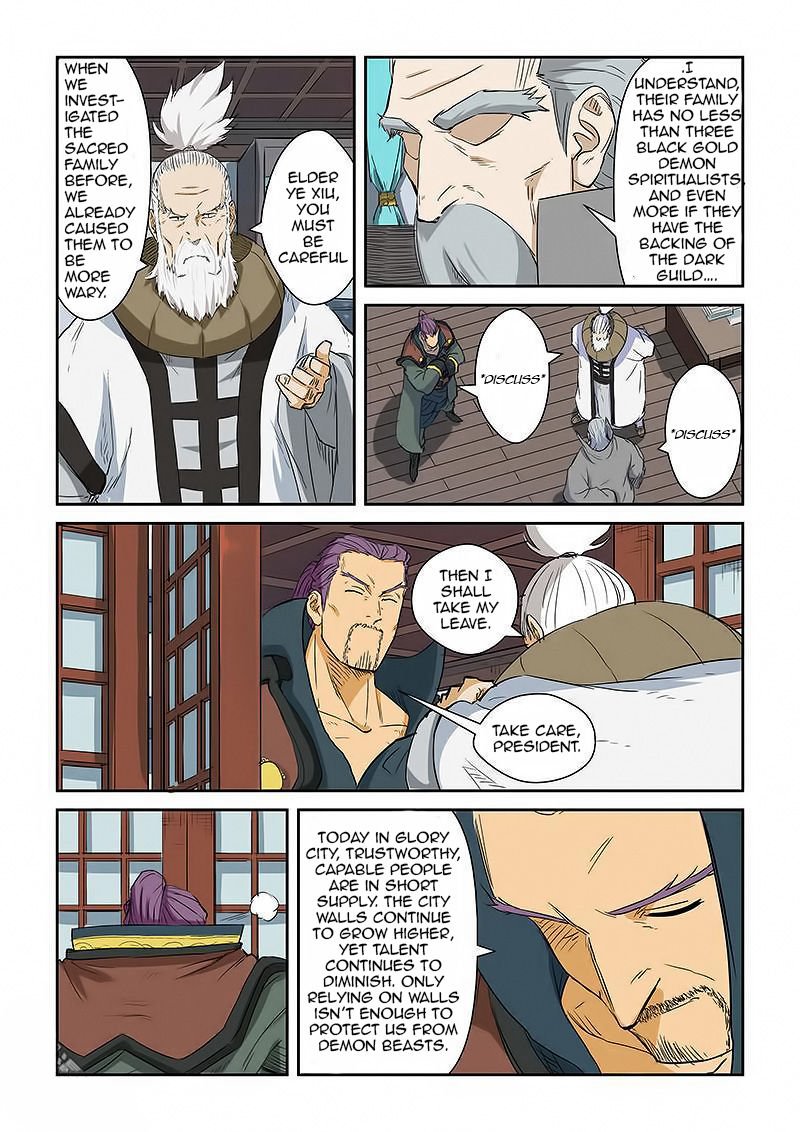 WHEN
WE
INVEST-
IGATED
THE
SACRED
FAMILY
BEFORE,
WE
ALREADY
CAUSED
THEM TO
BE
MORE
WARY.
ELDER
YE XIU,
YOU
MUST
BE
CAREFUL
.I
UNDERSTAND,
THEIR FAMILY
HAS NO LESS
THAN THREE
BLACK GOLD
DEMON
SPIRITUALISTS,
AND EVEN
MORE IF THEY
HAVE THE
BACKING OF
THE DARK
GUILD....
*DISCUSS*
*DISCUSS*
THEN I
SHALL
TAKE MY
LEAVE.
TAKE CARE,
PRESIDENT.
TODAY IN GLORY
CITY, TRUSTWORTHY,
CAPABLE PEOPLE
ARE IN SHORT
SUPPLY. THE CITY
WALLS CONTINUE
TO GROW HIGHER,
YET TALENT
CONTINUES TO
DIMINISH. ONLY
RELYING ON WALLS
ISN'T ENOUGH TO
PROTECT US FROM
DEMON BEASTS.